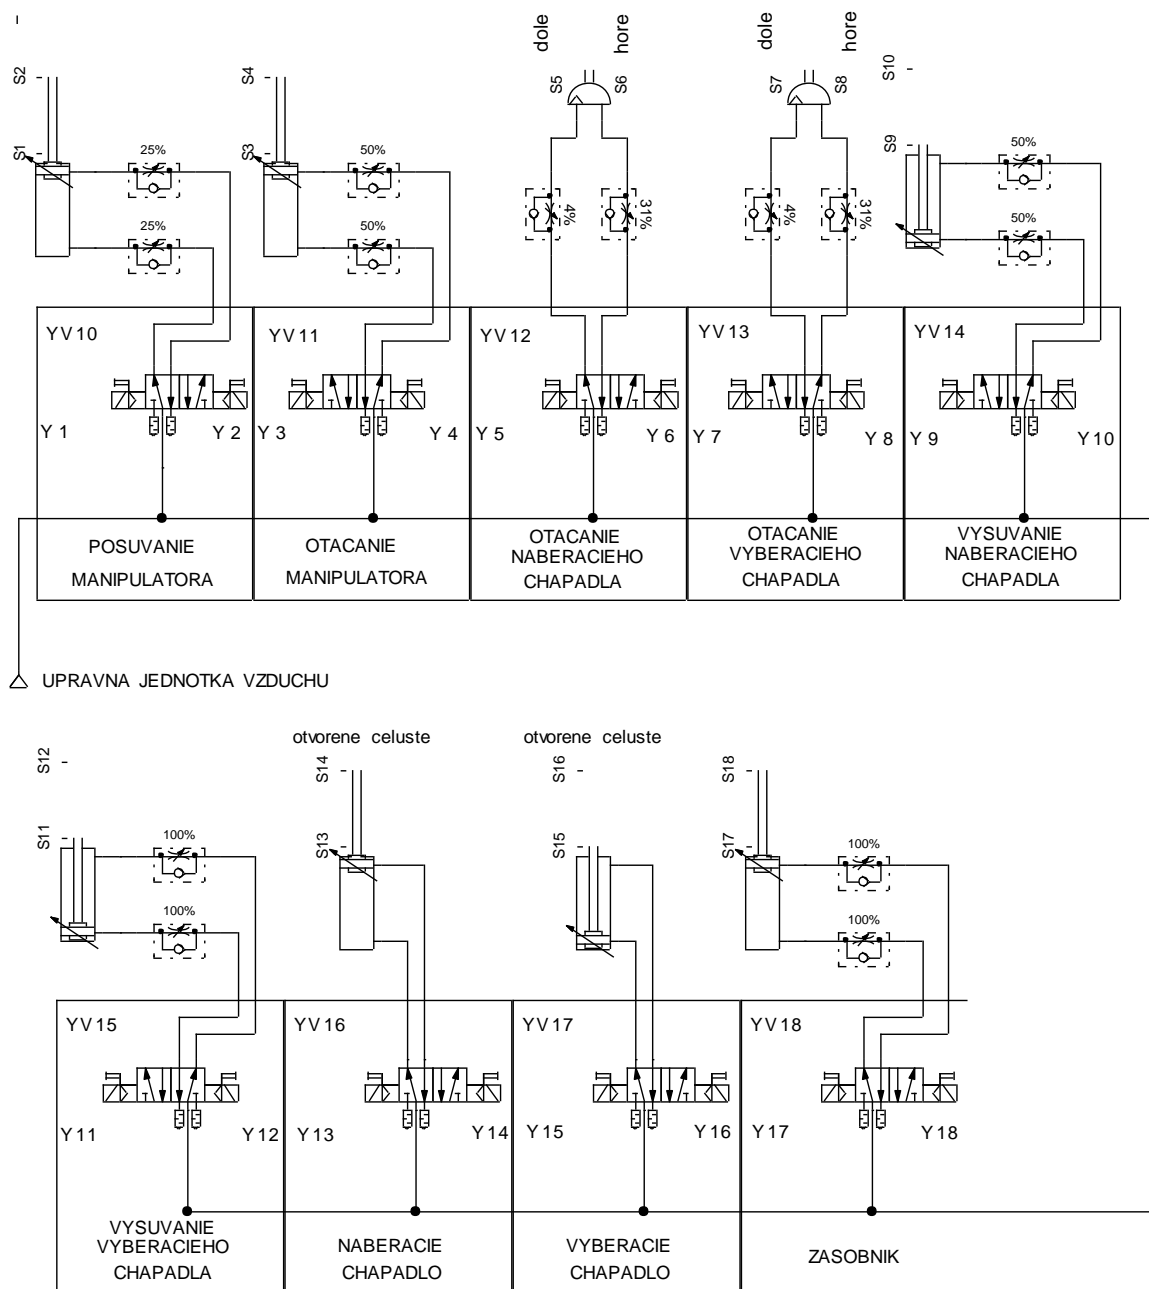 dole hore dole hore
S2 S4 S5 S6 S7 S8 S10
S1 S3 S9
25% 50% 50%
4% 31% 4% 31%
25% 50% 50%
YV10 YV11 YV12 YV13 YV14
Y 1 Y 2 Y 3 Y 4 Y 5 Y 6 Y 7 Y 8 Y 9 Y10
POSUVANIE
MANIPULATORA
OTACANIE
MANIPULATORA
OTACANIE
NABERACIEHO
CHAPADLA
OTACANIE
VYBERACIEHO
CHAPADLA
VYSUVANIE
NABERACIEHO
CHAPADLA
UPRAVNA JEDNOTKA VZDUCHU
otvorene celuste otvorene celuste
S12 S14 S16 S18
S11 S13 S15 S17
100% 100%
100% 100%
YV15 YV16 YV17 YV18
Y11 Y12 Y13 Y14 Y15 Y16 Y17 Y18
VYSUVANIE
VYBERACIEHO
CHAPADLA
NABERACIE
CHAPADLO
VYBERACIE
CHAPADLO
ZASOBNIK